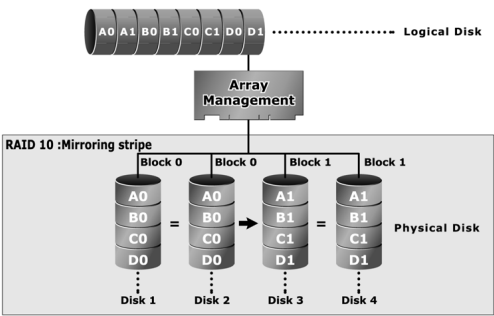 A0 A1 B0 B1 C0 C1 D0 D1 Logical Disk
Array
Management
RAID 10 :Mirroring stripe
Block 0 Block 0 Block 1 Block 1
A0 A0 A1 A1
B0 B0 B1 B1
Physical Disk
= =
C0 C0 C1 C1
D0 D0 D1 D1
Disk 1 Disk 2 Disk 3 Disk 4